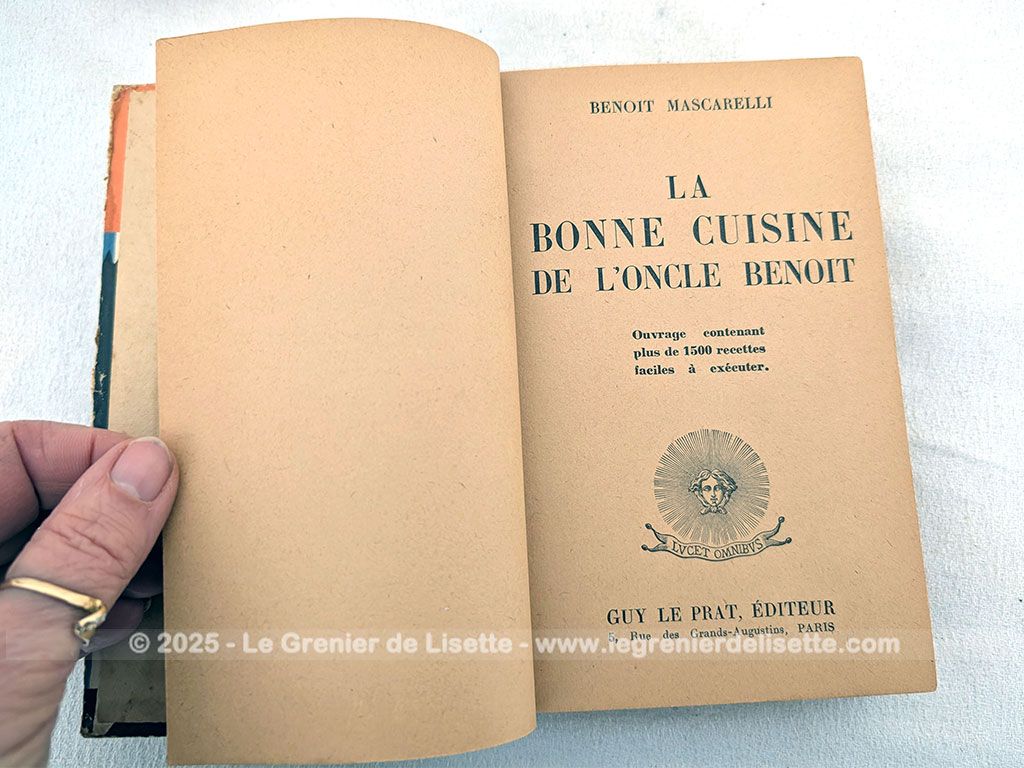 BENOIT MASCARELLI
LA
BONNE CUISINE
DE L'ONCLE BENOIT
Ouvrage contenant
plus de 1500 recettes
faciles à exécuter.
LVCET OMNIBVS
GUY LE PRAT, ÉDITEUR
5, Rue des Grands-Augustins, PARIS
© 2025 - Le Grenier de Lisette - www.legrenierdelisette.com